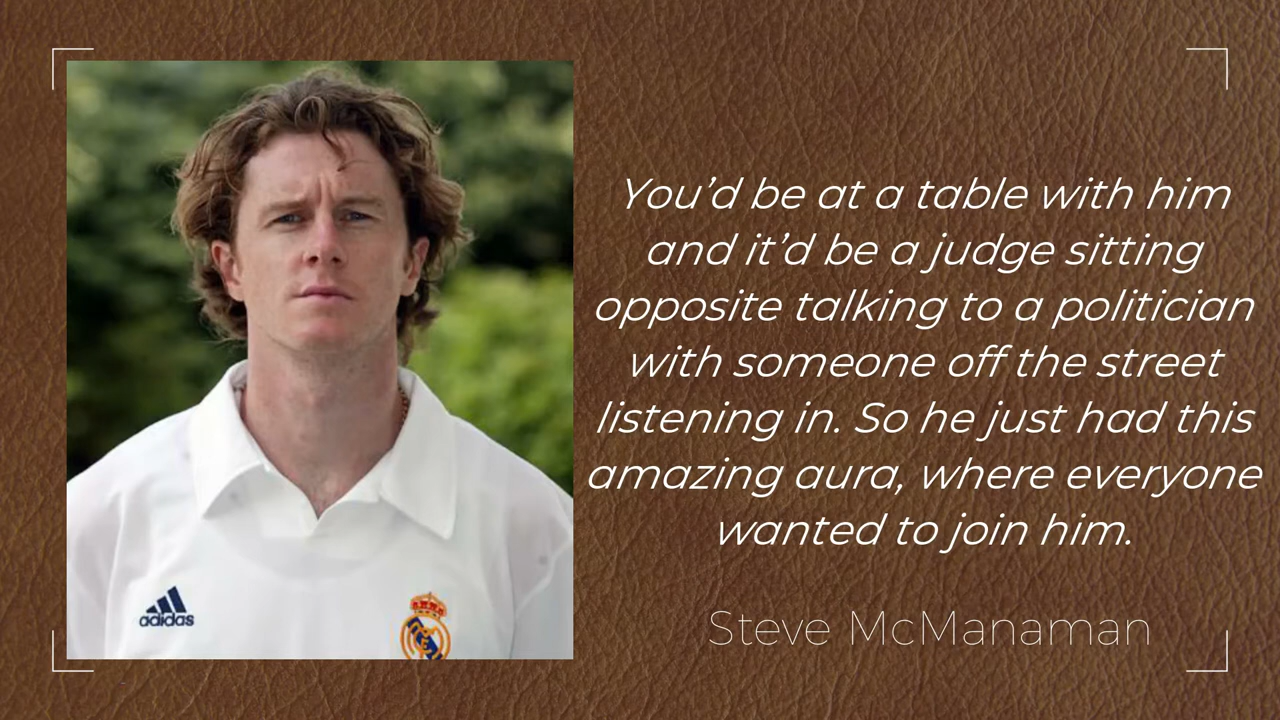 You’d be at a table with him
and it’d be a judge sitting
opposite talking to a politician
with someone off the street
listening in. So he just had this
amazing aura, where everyone
wanted to join him.
Steve McManaman
adidas